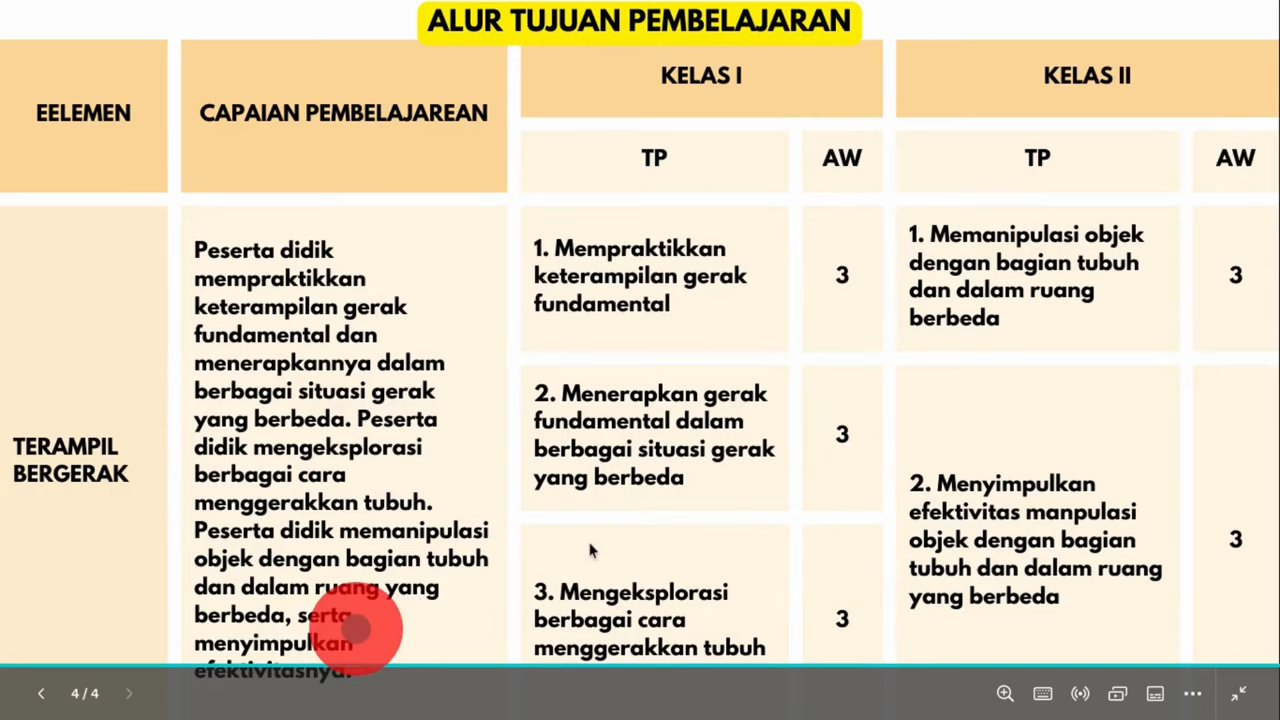 ALUR TUJUAN PEMBELAJARAN
EELEMEN
CAPAIAN PEMBELAJAREAN
KELAS I
KELAS II
TP
AW
TP
AW
TERAMPIL
BERGERAK
Peserta didik
mempraktikkan
keterampilan gerak
fundamental dan
menerapkannya dalam
berbagai situasi gerak
yang berbeda. Peserta
didik mengeksplorasi
berbagai cara
menggerakkan tubuh.
Peserta didik memanipulasi
objek dengan bagian tubuh
dan dalam ruang yang
berbeda, serta
menyimpulkan
efektivitasnya.
1. Mempraktikkan
keterampilan gerak
fundamental
3
2. Menerapkan gerak
fundamental dalam
berbagai situasi gerak
yang berbeda
3
3. Mengeksplorasi
berbagai cara
menggerakkan tubuh
3
1. Memanipulasi objek
dengan bagian tubuh
dan dalam ruang
berbeda
3
2. Menyimpulkan
efektivitas manpulasi
objek dengan bagian
tubuh dan dalam ruang
yang berbeda
3
4 / 4